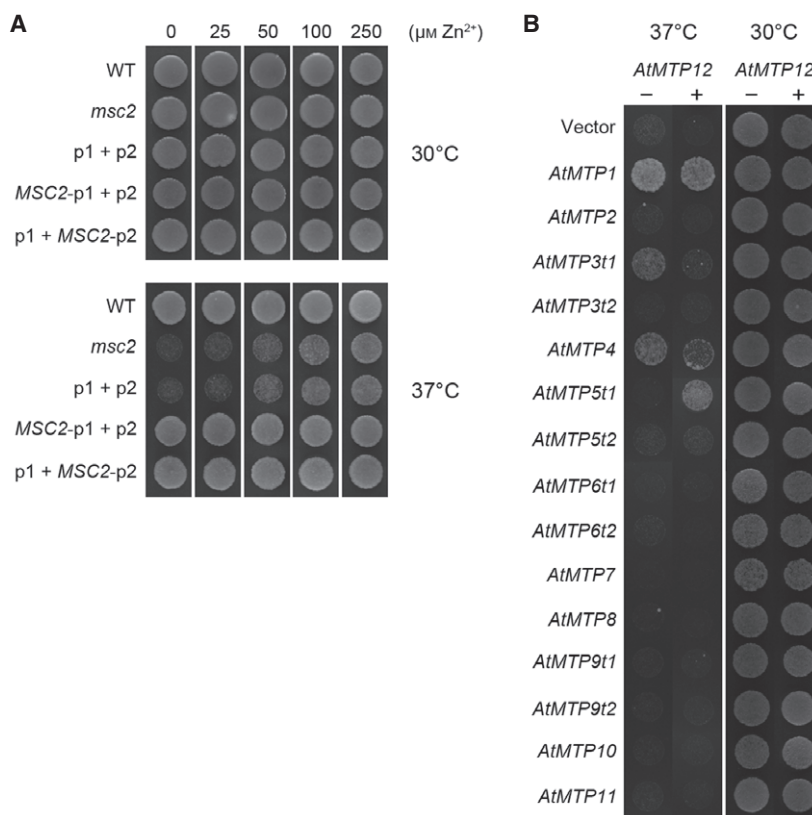 A
0 25 50 100 250 (µM Zn²⁺)
WT
msc2
p1 + p2
MSC2-p1 + p2
p1 + MSC2-p2
30°C
WT
msc2
p1 + p2
MSC2-p1 + p2
p1 + MSC2-p2
37°C
B
37°C 30°C
AtMTP12 AtMTP12
− + − +
Vector
AtMTP1
AtMTP2
AtMTP3t1
AtMTP3t2
AtMTP4
AtMTP5t1
AtMTP5t2
AtMTP6t1
AtMTP6t2
AtMTP7
AtMTP8
AtMTP9t1
AtMTP9t2
AtMTP10
AtMTP11